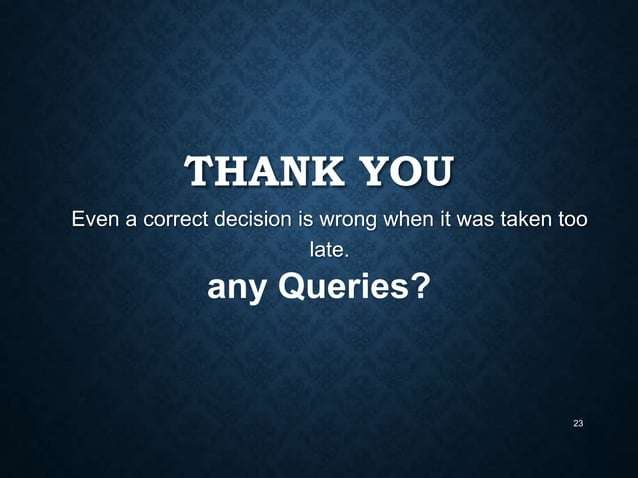 THANK YOU
Even a correct decision is wrong when it was taken too
late.
any Queries?
23